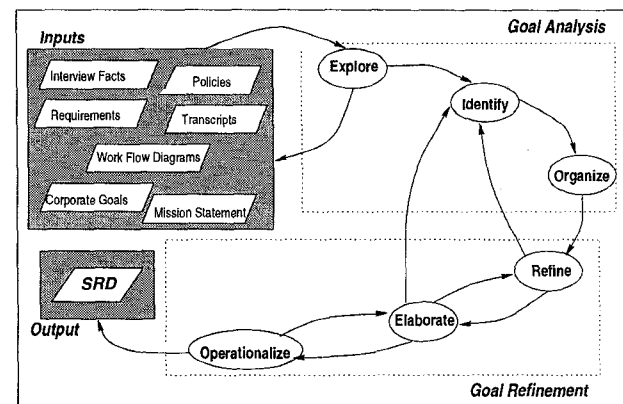 Inputs
Goal Analysis
Interview Facts
Policies
Explore
Requirements
Transcripts
Identify
Work Flow Diagrams
Organize
Corporate Goals
Mission Statement
SRD
Refine
Elaborate
Output
Operationalize
Goal Refinement